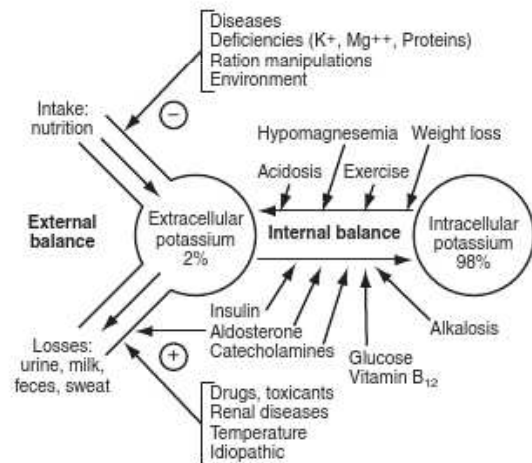 Diseases
Deficiencies (K+, Mg++, Proteins)
Ration manipulations
Environment
Intake:
nutrition
−
Hypomagnesemia Weight loss
Acidosis Exercise
External
balance
Extracellular
potassium
2%
Internal balance
Intracellular
potassium
98%
Insulin
Aldosterone
Catecholamines
Alkalosis
Glucose
Vitamin B₁₂
Losses:
urine, milk,
feces, sweat
+
Drugs, toxicants
Renal diseases
Temperature
Idiopathic